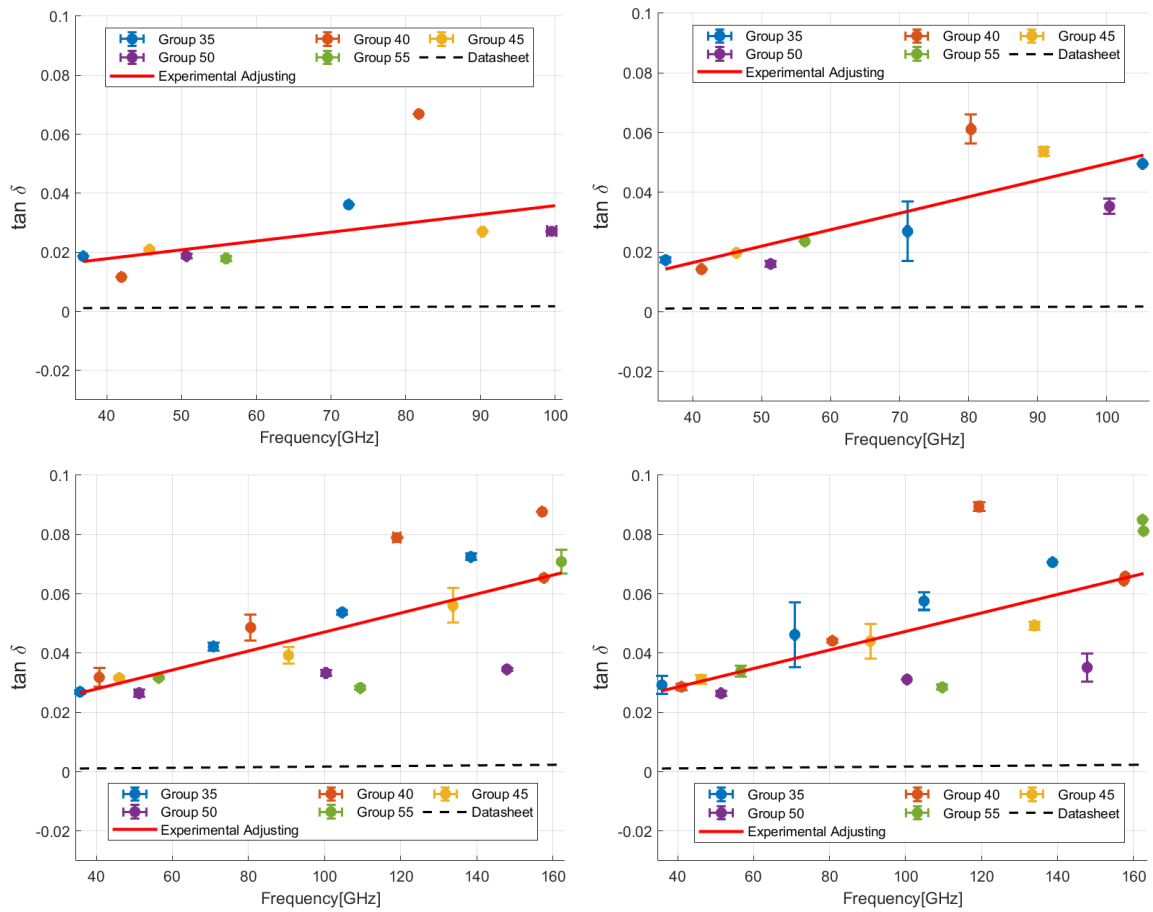 0.1
0.08
0.06
0.04
0.02
0
-0.02
tan δ
Group 35 Group 40 Group 45
Group 50 Group 55 Datasheet
Experimental Adjusting
40 50 60 70 80 90 100
Frequency[GHz]
0.1
0.08
0.06
0.04
0.02
0
-0.02
tan δ
Group 35 Group 40 Group 45
Group 50 Group 55 Datasheet
Experimental Adjusting
40 50 60 70 80 90 100
Frequency[GHz]
0.1
0.08
0.06
0.04
0.02
0
-0.02
tan δ
Group 35 Group 40 Group 45
Group 50 Group 55 Datasheet
Experimental Adjusting
40 60 80 100 120 140 160
Frequency[GHz]
0.1
0.08
0.06
0.04
0.02
0
-0.02
tan δ
Group 35 Group 40 Group 45
Group 50 Group 55 Datasheet
Experimental Adjusting
40 60 80 100 120 140 160
Frequency[GHz]